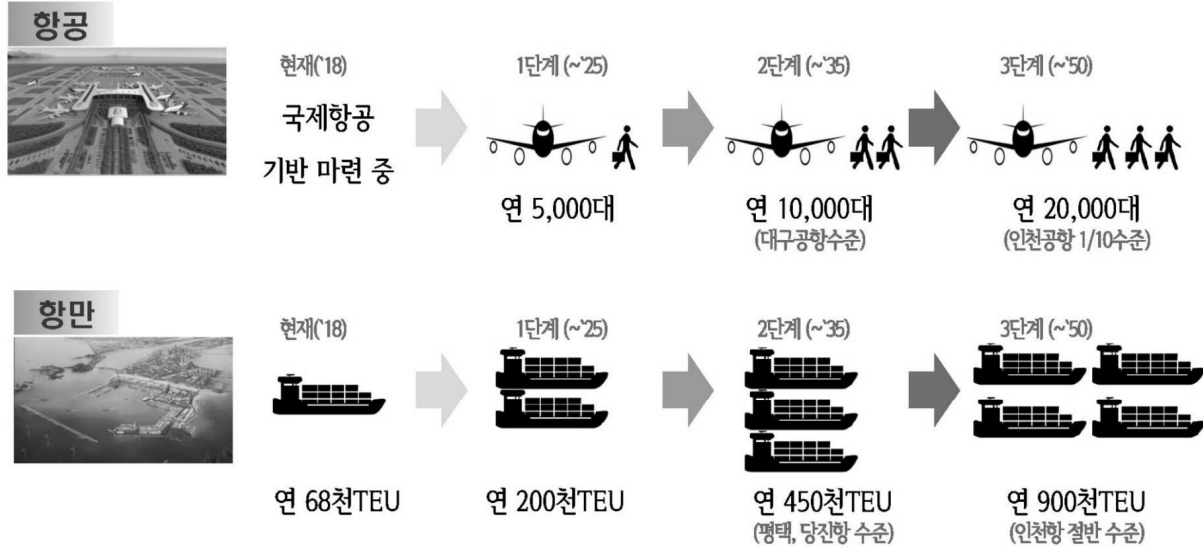 항공
현재('18)
1단계 (~'25)
2단계 (~'35)
3단계 (~'50)
국제항공
기반 마련 중
연 5,000대
연 10,000대
연 20,000대
(대구공항수준)
(인천공항 1/10수준)
항만
현재('18)
1단계 (~'25)
2단계 (~'35)
3단계 (~'50)
연 68천TEU
연 200천TEU
연 450천TEU
연 900천TEU
(평택, 당진항 수준)
(인천항 절반 수준)